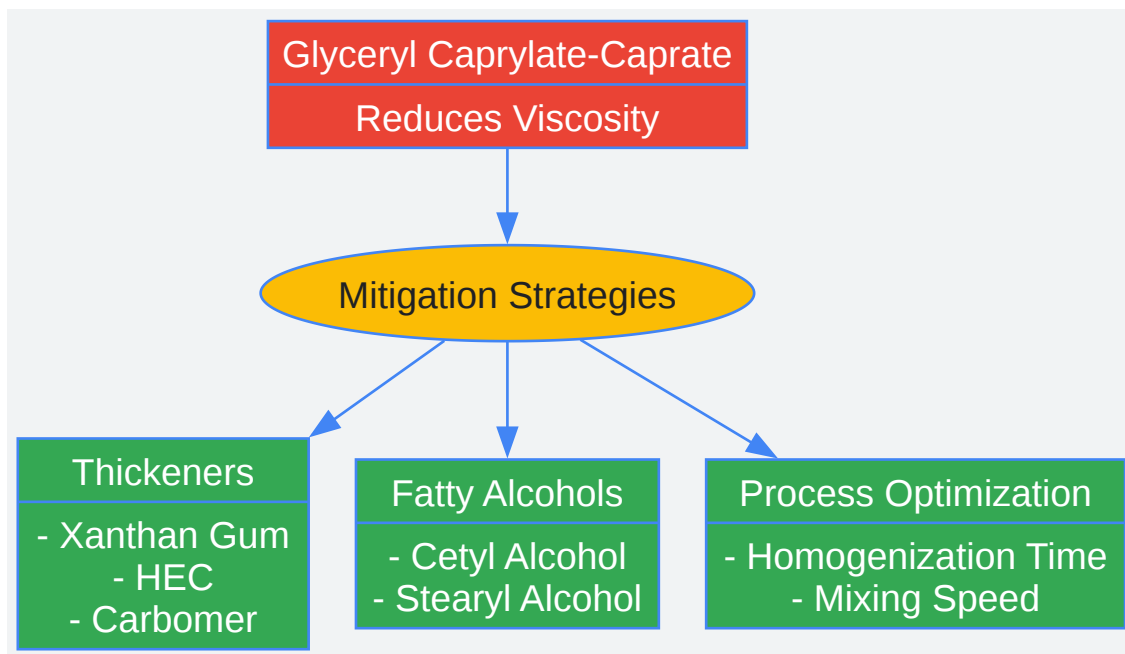 Glyceryl Caprylate-Caprate
Reduces Viscosity
Mitigation Strategies
Thickeners
- Xanthan Gum
- HEC
- Carbomer
Fatty Alcohols
- Cetyl Alcohol
- Stearyl Alcohol
Process Optimization
- Homogenization Time
- Mixing Speed